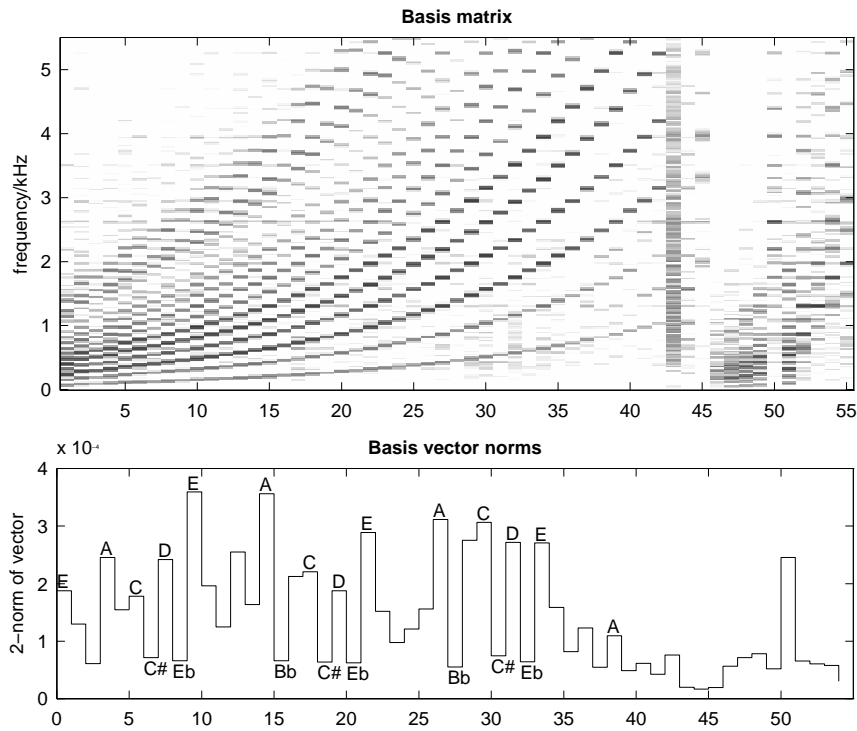 Basis matrix
5
4
3
2
1
0
frequency/kHz
5 10 15 20 25 30 35 40 45 50 55
x 10⁻⁴
Basis vector norms
4
3
2
1
0
2−norm of vector
E A C D E A C D E A C D E A
C# Eb Bb C# Eb Bb C# Eb
0 5 10 15 20 25 30 35 40 45 50